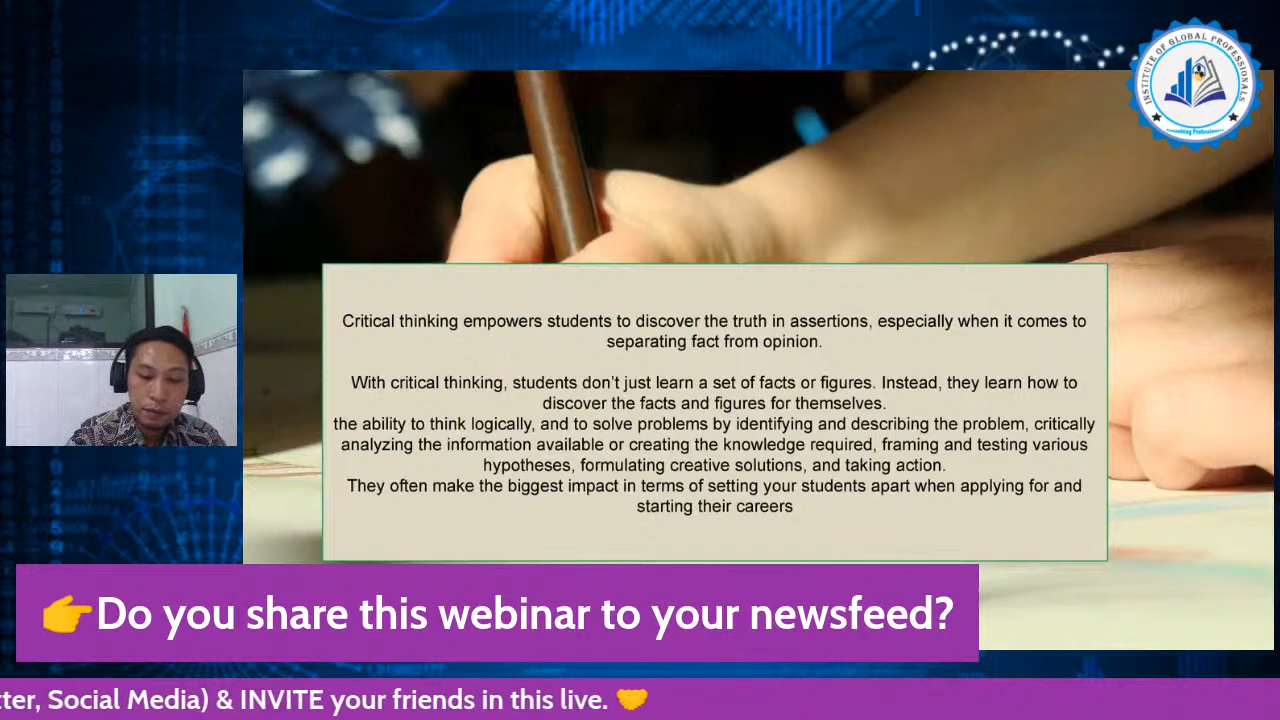 INSTITUTE OF GLOBAL PROFESSIONALS
Critical thinking empowers students to discover the truth in assertions, especially when it comes to
separating fact from opinion.
With critical thinking, students don't just learn a set of facts or figures. Instead, they learn how to
discover the facts and figures for themselves.
the ability to think logically, and to solve problems by identifying and describing the problem, critically
analyzing the information available or creating the knowledge required, framing and testing various
hypotheses, formulating creative solutions, and taking action.
They often make the biggest impact in terms of setting your students apart when applying for and
starting their careers
👉Do you share this webinar to your newsfeed?
tter, Social Media) & INVITE your friends in this live. 🤝